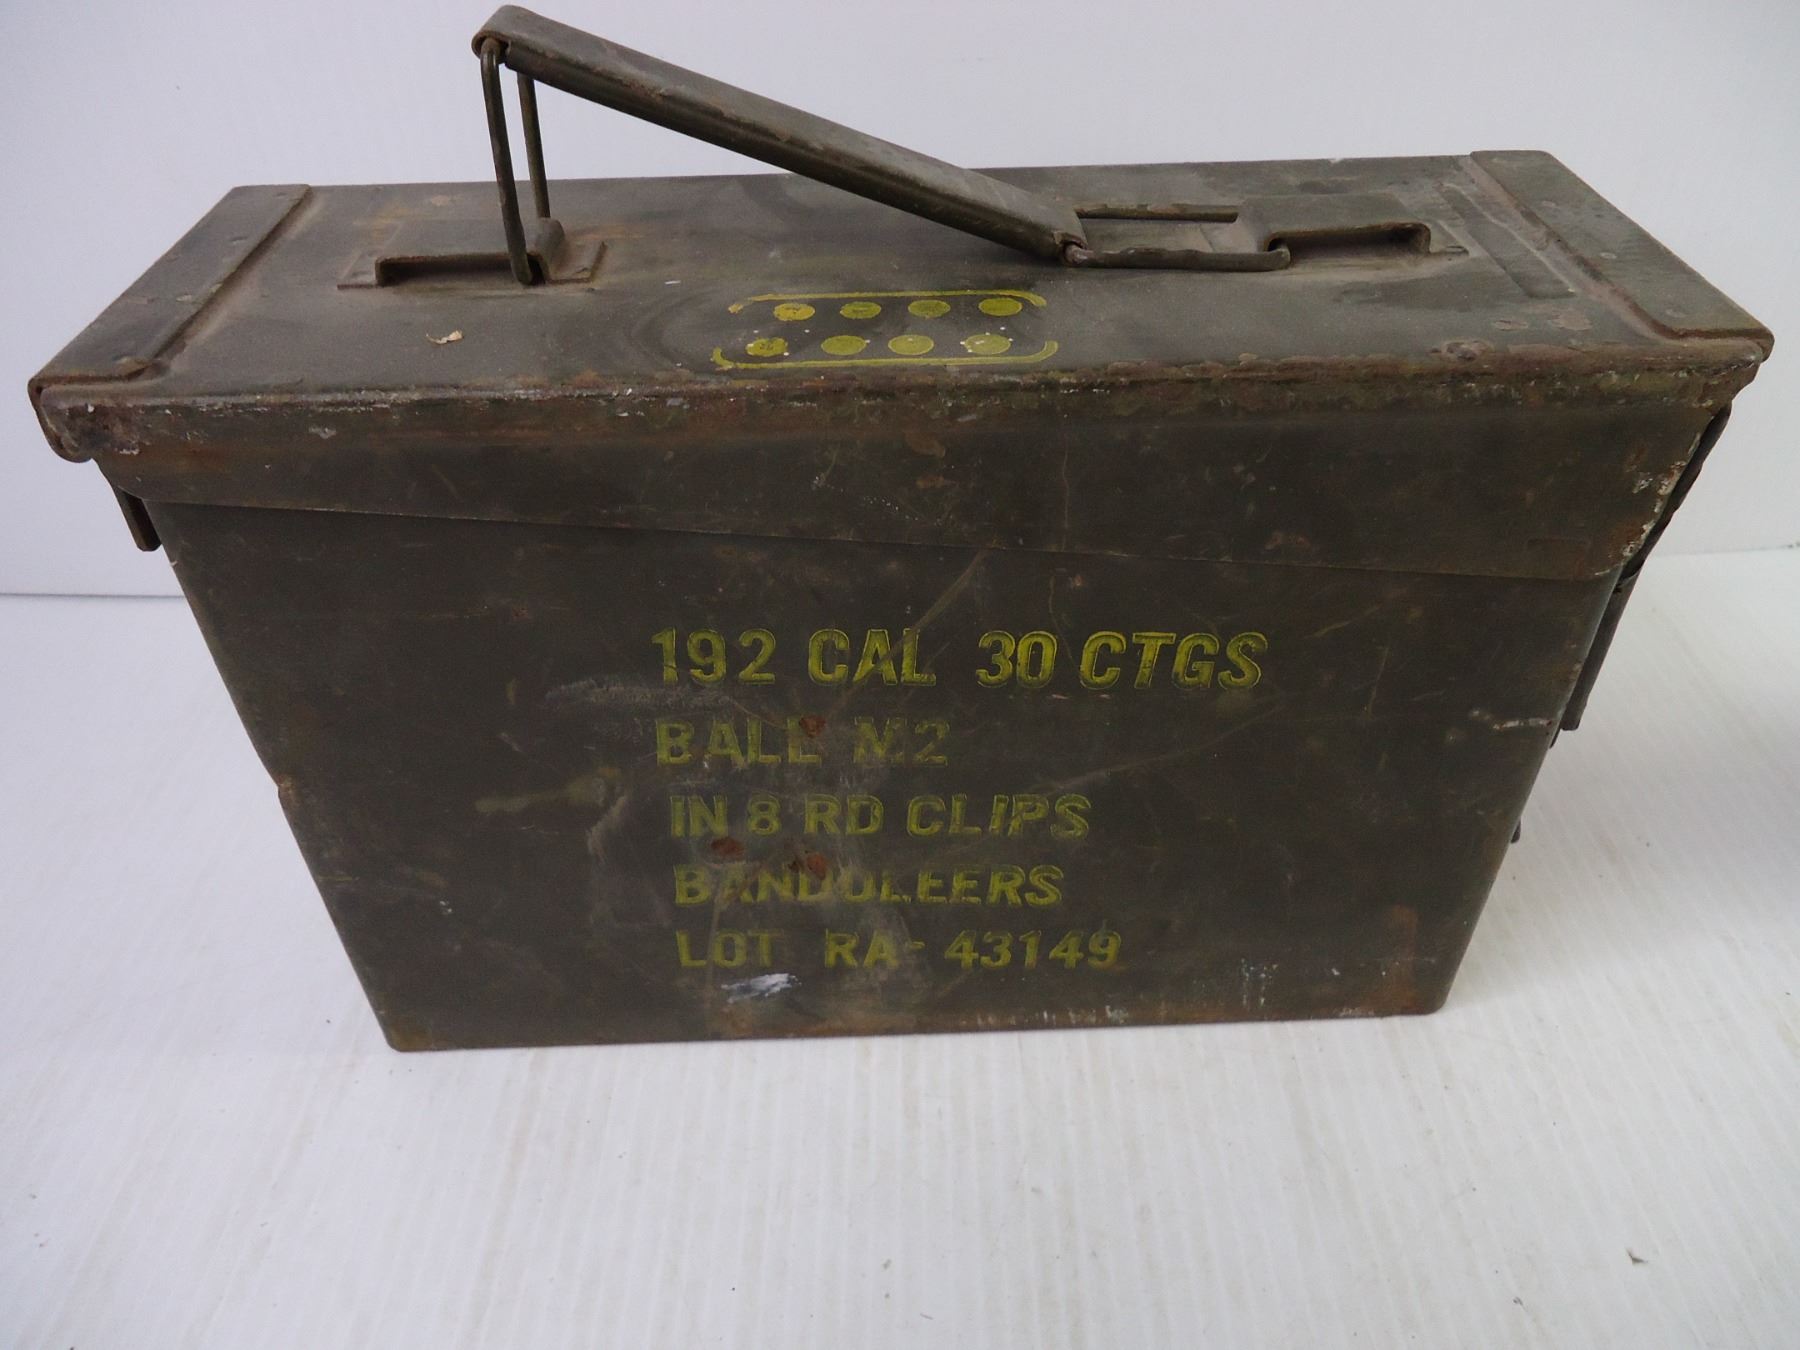 192 CAL 30 CTGS
BALL M2
IN 8 RD CLIPS
BANDOLEERS
LOT RA-43149